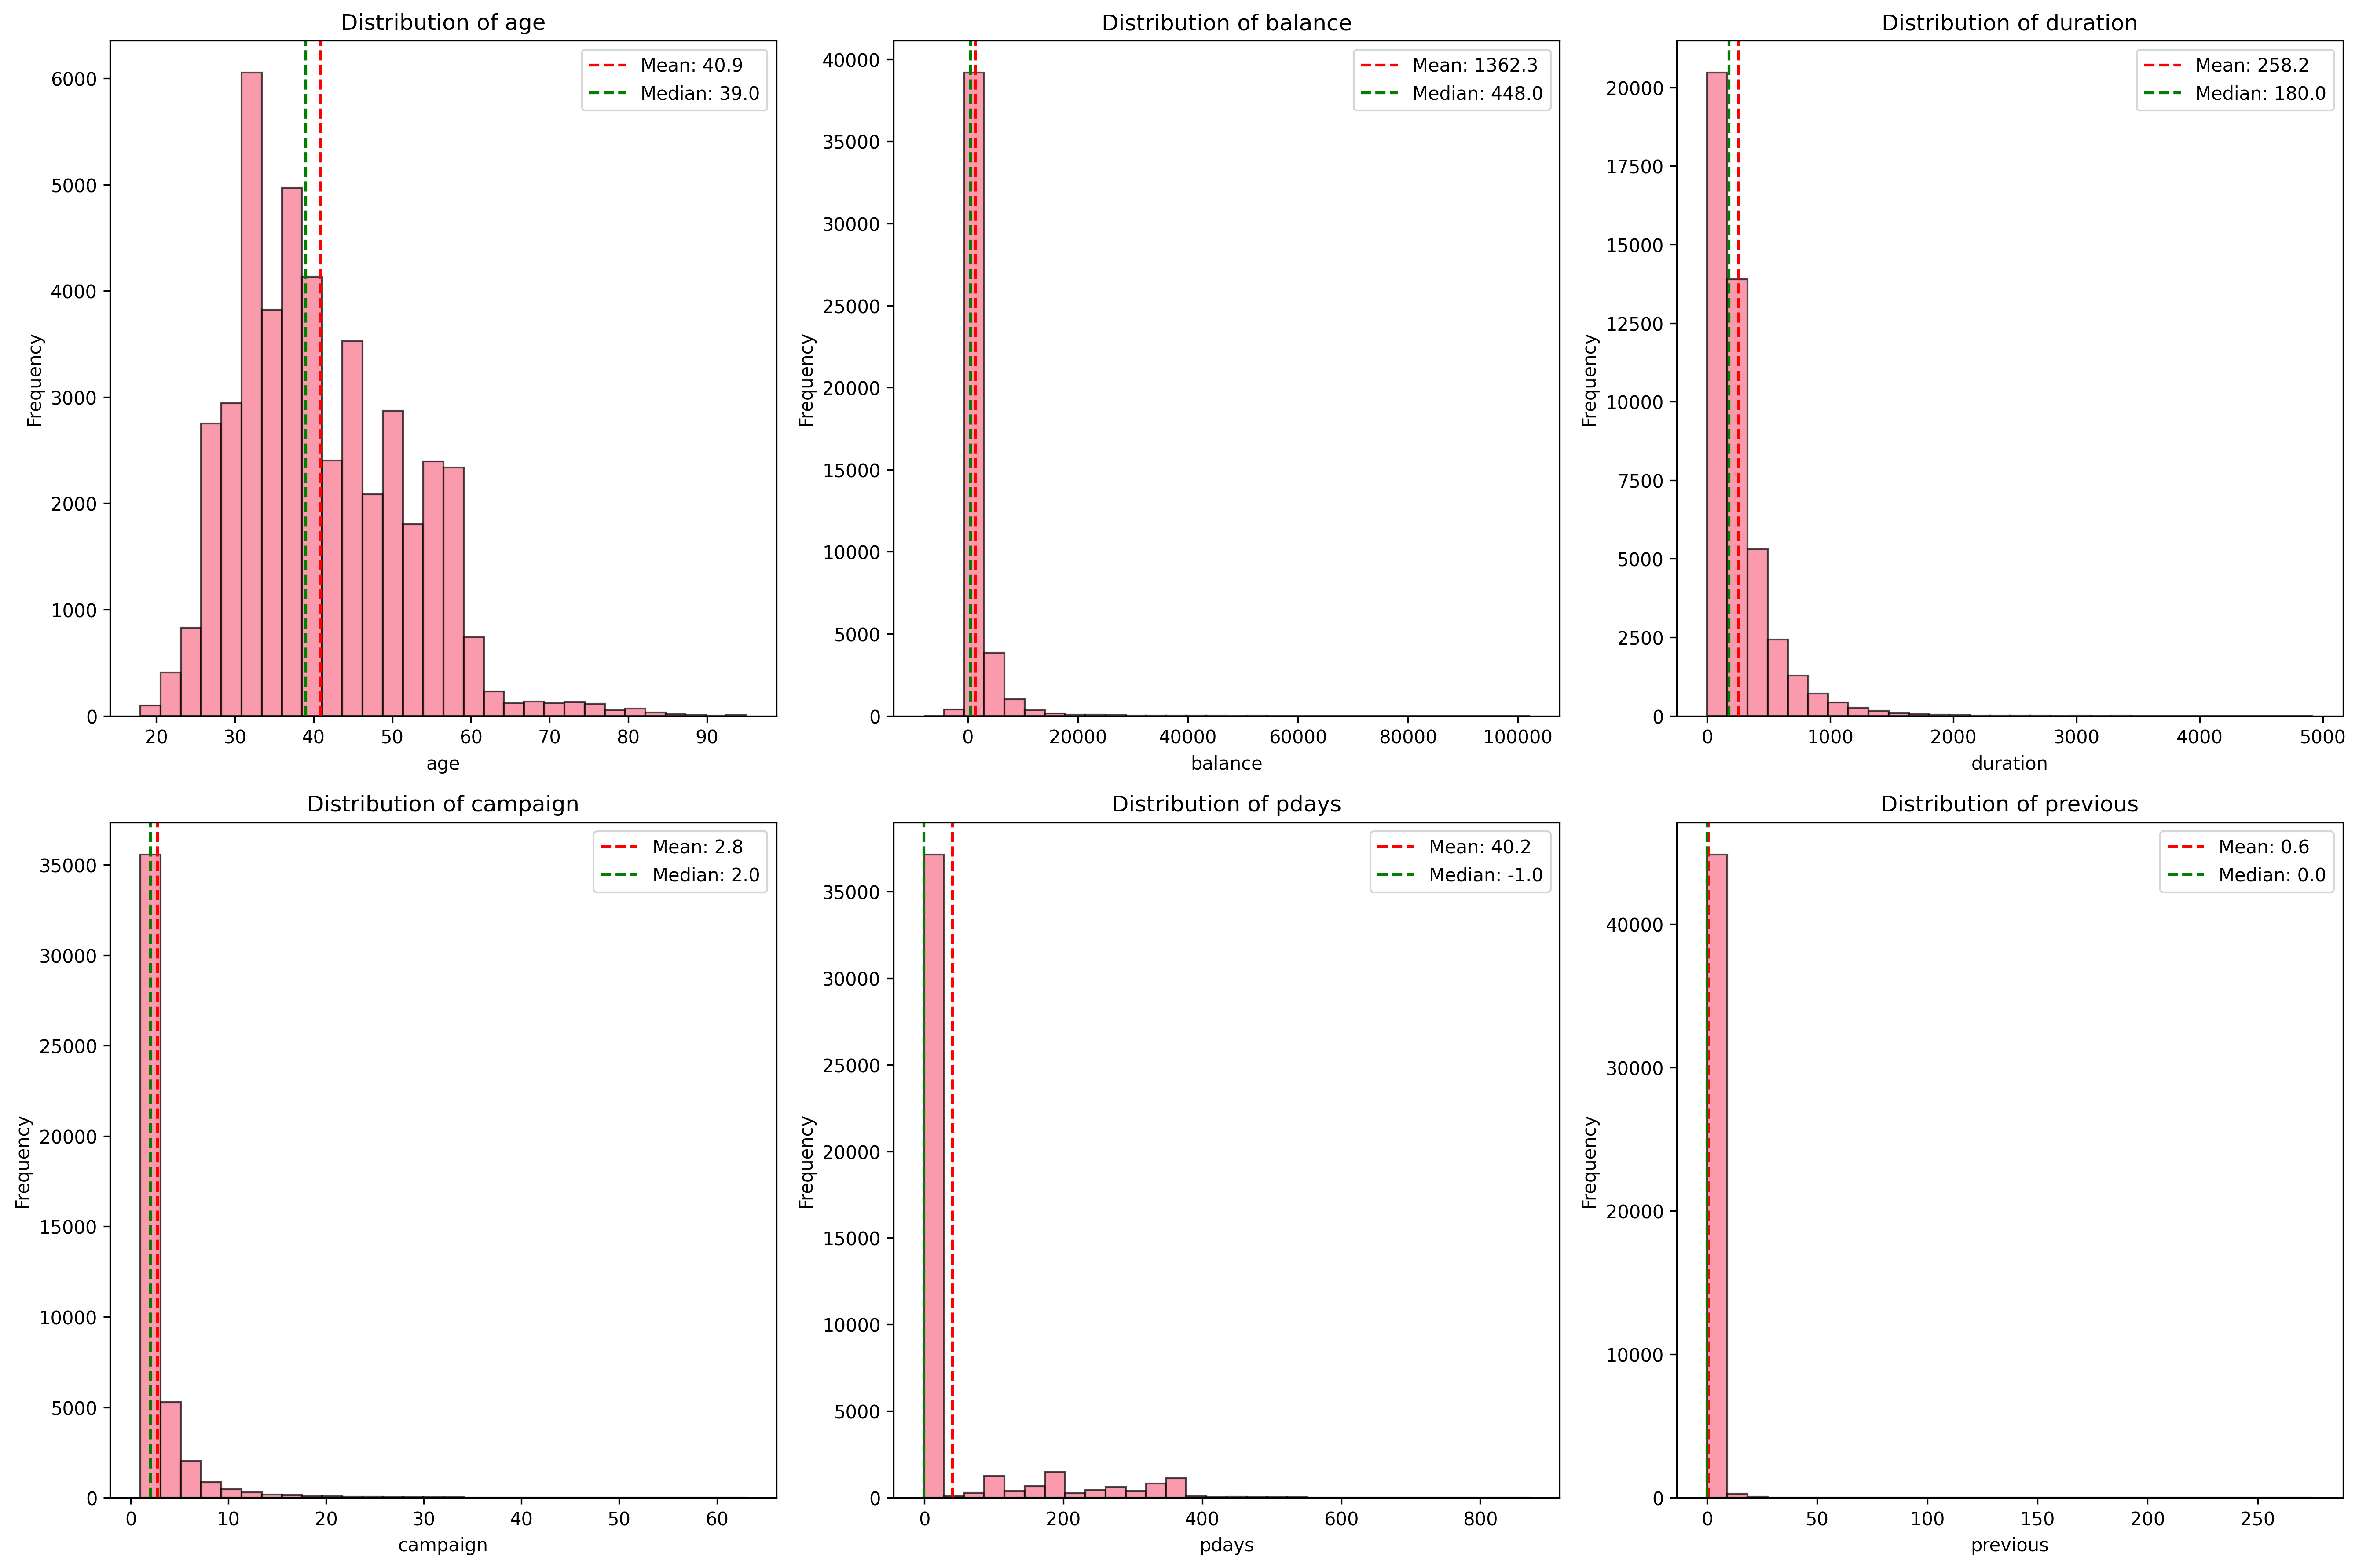 Distribution of age
Mean: 40.9
Median: 39.0
6000
5000
4000
3000
2000
1000
0
Frequency
20 30 40 50 60 70 80 90
age
Distribution of balance
Mean: 1362.3
Median: 448.0
40000
35000
30000
25000
20000
15000
10000
5000
0
Frequency
0 20000 40000 60000 80000 100000
balance
Distribution of duration
Mean: 258.2
Median: 180.0
20000
17500
15000
12500
10000
7500
5000
2500
0
Frequency
0 1000 2000 3000 4000 5000
duration
Distribution of campaign
Mean: 2.8
Median: 2.0
35000
30000
25000
20000
15000
10000
5000
0
Frequency
0 10 20 30 40 50 60
campaign
Distribution of pdays
Mean: 40.2
Median: -1.0
35000
30000
25000
20000
15000
10000
5000
0
Frequency
0 200 400 600 800
pdays
Distribution of previous
Mean: 0.6
Median: 0.0
40000
30000
20000
10000
0
Frequency
0 50 100 150 200 250
previous